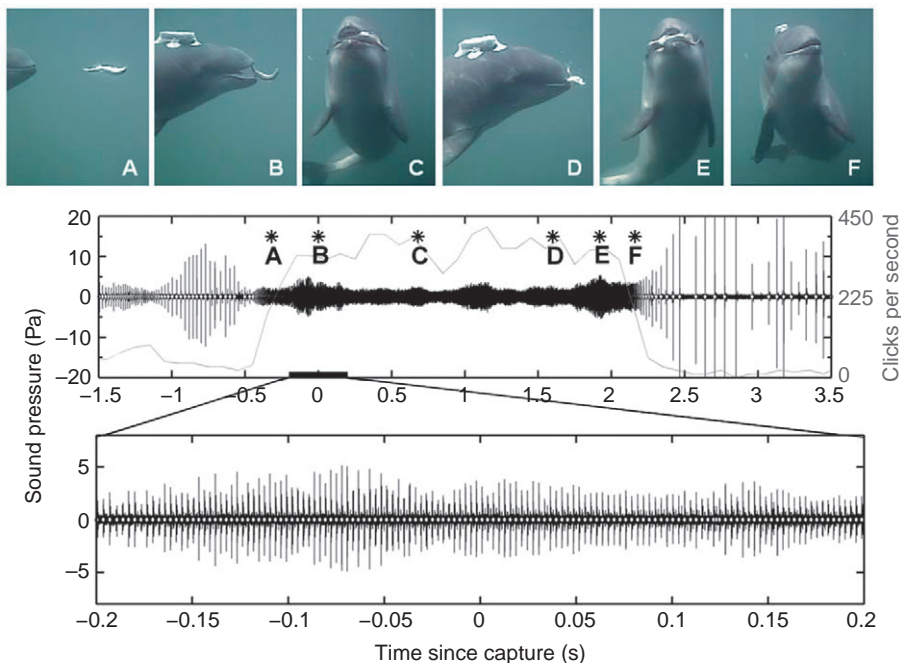 A B C D E F
20 450
10
0 225
−10
−20 0
* * * * * *
A B C D E F
−1.5 −1 −0.5 0 0.5 1 1.5 2 2.5 3 3.5
Sound pressure (Pa)
Clicks per second
5
0
−5
−0.2 −0.15 −0.1 −0.05 0 0.05 0.1 0.15 0.2
Time since capture (s)